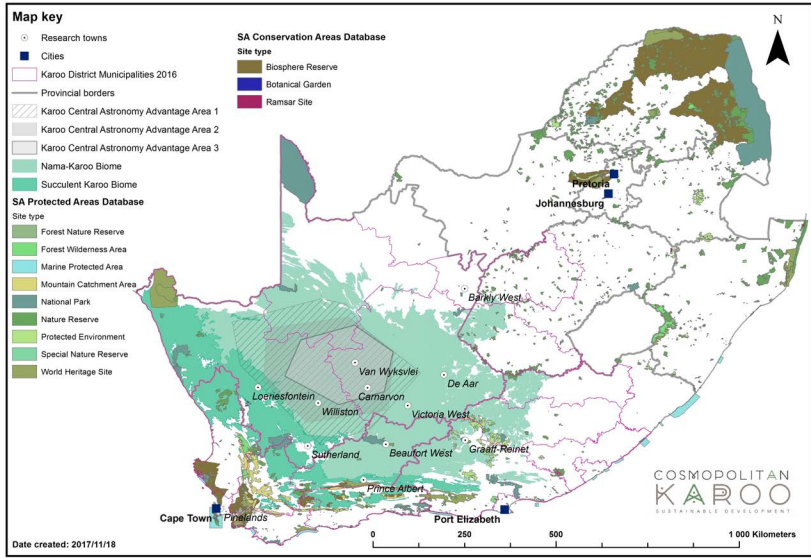 Map key
Research towns
Cities
Karoo District Municipalities 2016
Provincial borders
Karoo Central Astronomy Advantage Area 1
Karoo Central Astronomy Advantage Area 2
Karoo Central Astronomy Advantage Area 3
Nama-Karoo Biome
Succulent Karoo Biome
SA Protected Areas Database
Site type
Forest Nature Reserve
Forest Wilderness Area
Marine Protected Area
Mountain Catchment Area
National Park
Nature Reserve
Protected Environment
Special Nature Reserve
World Heritage Site
SA Conservation Areas Database
Site type
Biosphere Reserve
Botanical Garden
Ramsar Site
N
Pretoria
Johannesburg
Barkly West
Van Wyksvlei
De Aar
Loeriesfontein
Carnarvon
Williston
Victoria West
Sutherland
Beaufort West
Graaff-Reinet
Prince Albert
Cape Town
Pinelands
Port Elizabeth
COSMOPOLITAN
KAROO
SUSTAINABLE DEVELOPMENT
Date created: 2017/11/18
0 250 500 1 000 Kilometers